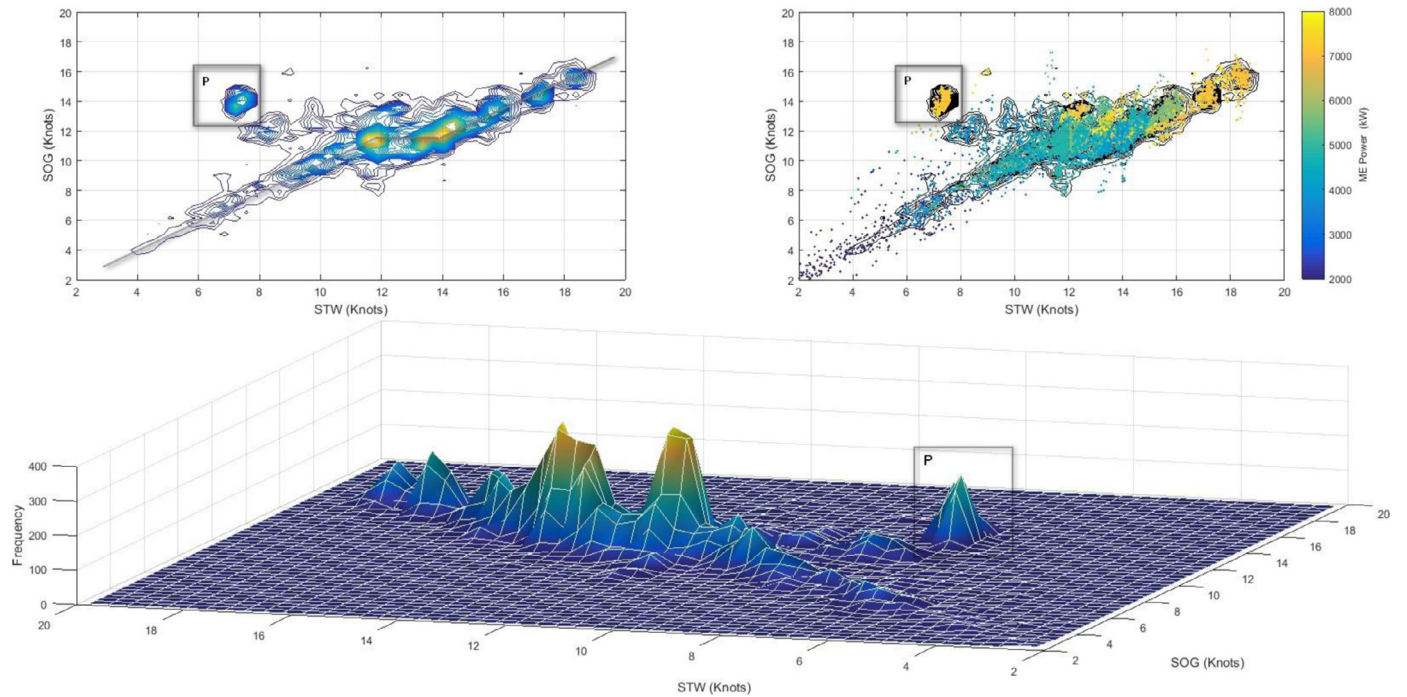 20
18
16
14
12
10
8
6
4
2
SOG (Knots)
P
2 4 6 8 10 12 14 16 18 20
STW (Knots)
20
18
16
14
12
10
8
6
4
2
SOG (Knots)
P
2 4 6 8 10 12 14 16 18 20
STW (Knots)
8000
7000
6000
5000
4000
3000
2000
ME Power (kW)
400
300
200
100
0
Frequency
P
20 18 16 14 12 10 8 6 4 2
STW (Knots)
2 4 6 8 10 12 14 16 18 20
SOG (Knots)